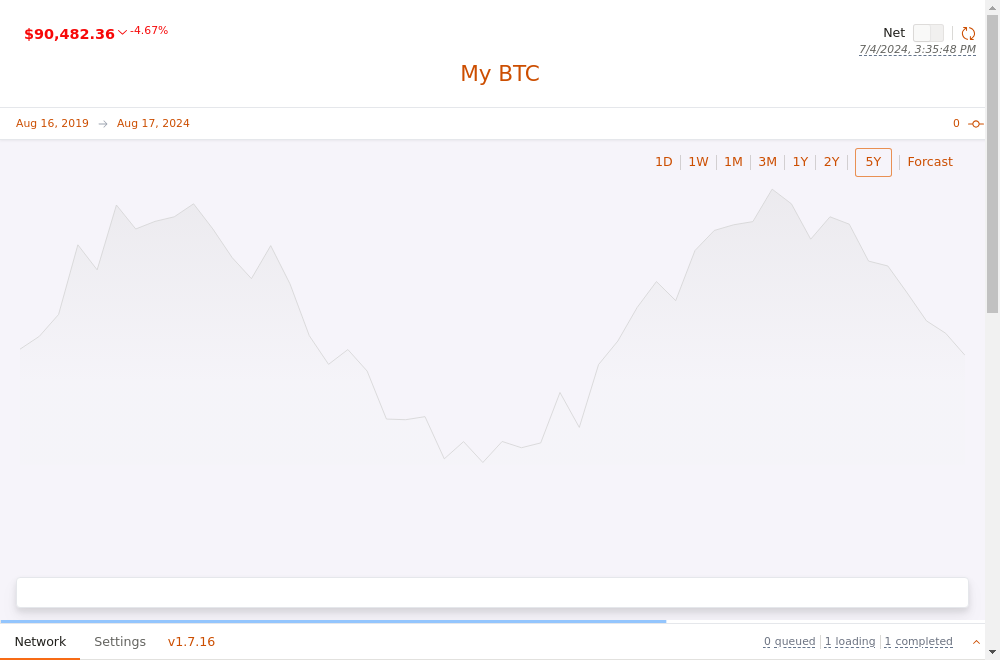 $90,482.36 -4.67%
Net
7/4/2024, 3:35:48 PM
My BTC
Aug 16, 2019 → Aug 17, 2024
0
1D 1W 1M 3M 1Y 2Y 5Y Forcast
Network Settings v1.7.16
0 queued 1 loading 1 completed